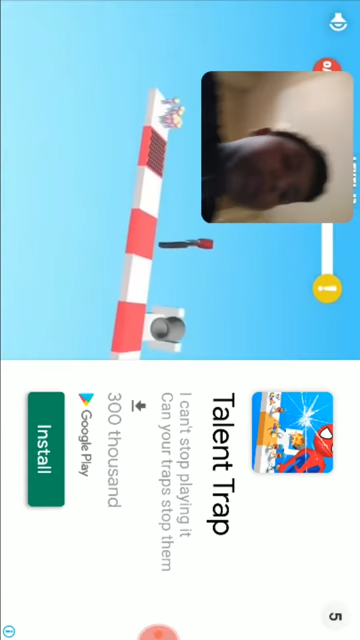 Talent Trap
I can't stop playing it
Can your traps stop them
300 thousand
Google Play
Install
5